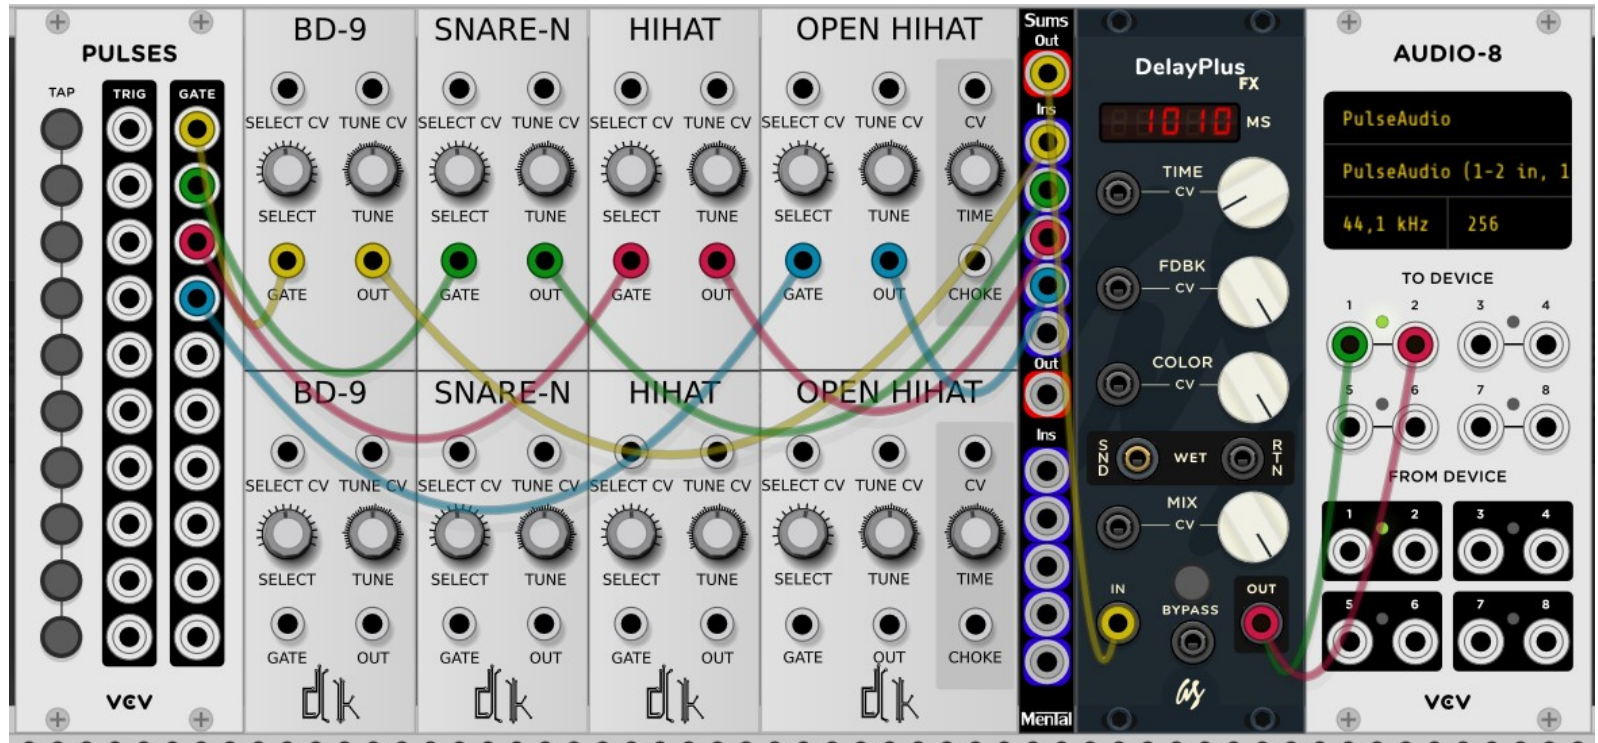 PULSES
TAP TRIG GATE
VCV
BD-9 SNARE-N HIHAT OPEN HIHAT
SELECT CV TUNE CV SELECT CV TUNE CV SELECT CV TUNE CV SELECT CV TUNE CV CV
SELECT TUNE SELECT TUNE SELECT TUNE SELECT TUNE TIME
GATE OUT GATE OUT GATE OUT GATE OUT CHOKE
BD-9 SNARE-N HIHAT OPEN HIHAT
SELECT CV TUNE CV SELECT CV TUNE CV SELECT CV TUNE CV SELECT CV TUNE CV CV
SELECT TUNE SELECT TUNE SELECT TUNE SELECT TUNE TIME
GATE OUT GATE OUT GATE OUT GATE OUT CHOKE
dlk dlk dlk dlk
Sums
Out
Ins
Out
Ins
Mental
DelayPlus
FX
1010 MS
TIME
CV
FDBK
CV
COLOR
CV
SND WET RTN
MIX
CV
IN BYPASS OUT
as
AUDIO-8
PulseAudio
PulseAudio (1-2 in, 1
44,1 kHz 256
TO DEVICE
1 2 3 4
5 6 7 8
FROM DEVICE
1 2 3 4
5 6 7 8
VCV